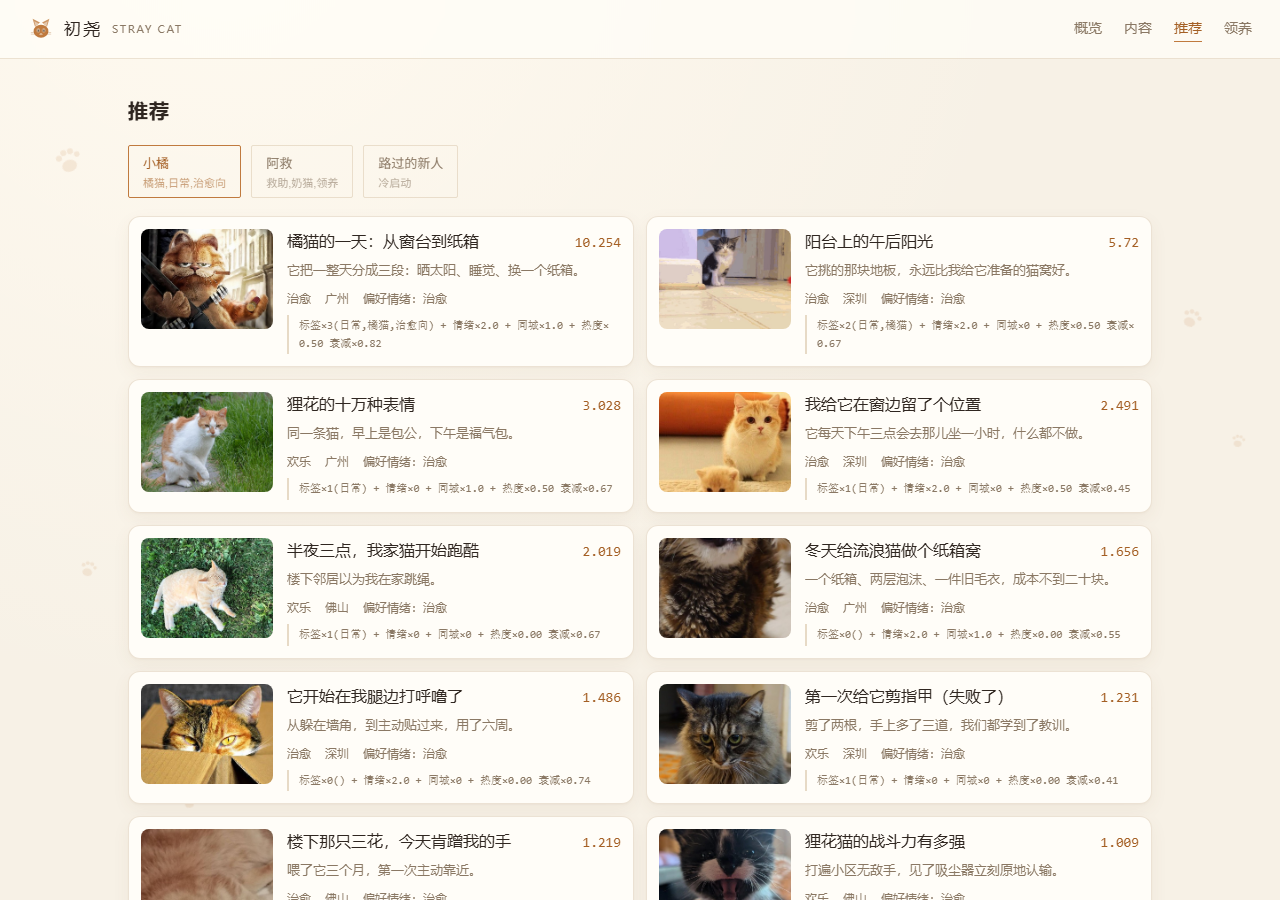 初尧 STRAY CAT
概览 内容 推荐 领养
推荐
小橘
橘猫,日常,治愈向
阿救
救助,奶猫,领养
路过的新人
冷启动
橘猫的一天：从窗台到纸箱 10.254
它把一整天分成三段：晒太阳、睡觉、换一个纸箱。
治愈 广州 偏好情绪：治愈
标签×3(日常,橘猫,治愈向) + 情绪×2.0 + 同城×1.0 + 热度×
0.50 衰减×0.82
阳台上的午后阳光 5.72
它挑的那块地板，永远比我给它准备的猫窝好。
治愈 深圳 偏好情绪：治愈
标签×2(日常,橘猫) + 情绪×2.0 + 同城×0 + 热度×0.50 衰减×
0.67
狸花的十万种表情 3.028
同一条猫，早上是包公，下午是福气包。
欢乐 广州 偏好情绪：治愈
标签×1(日常) + 情绪×0 + 同城×1.0 + 热度×0.50 衰减×0.67
我给它在窗边留了个位置 2.491
它每天下午三点会去那儿坐一小时，什么都不做。
治愈 深圳 偏好情绪：治愈
标签×1(日常) + 情绪×2.0 + 同城×0 + 热度×0.50 衰减×0.45
半夜三点，我家猫开始跑酷 2.019
楼下邻居以为我在家跳绳。
欢乐 佛山 偏好情绪：治愈
标签×1(日常) + 情绪×0 + 同城×0 + 热度×0.00 衰减×0.67
冬天给流浪猫做个纸箱窝 1.656
一个纸箱、两层泡沫、一件旧毛衣，成本不到二十块。
治愈 广州 偏好情绪：治愈
标签×0() + 情绪×2.0 + 同城×1.0 + 热度×0.00 衰减×0.55
它开始在我腿边打呼噜了 1.486
从躲在墙角，到主动贴过来，用了六周。
治愈 深圳 偏好情绪：治愈
标签×0() + 情绪×2.0 + 同城×0 + 热度×0.00 衰减×0.74
第一次给它剪指甲（失败了） 1.231
剪了两根，手上多了三道，我们都学到了教训。
欢乐 深圳 偏好情绪：治愈
标签×1(日常) + 情绪×0 + 同城×0 + 热度×0.00 衰减×0.41
楼下那只三花，今天肯蹭我的手 1.219
喂了它三个月，第一次主动靠近。
治愈 佛山 偏好情绪：治愈
狸花猫的战斗力有多强 1.009
打遍小区无敌手，见了吸尘器立刻原地认输。
欢乐 佛山 偏好情绪：治愈